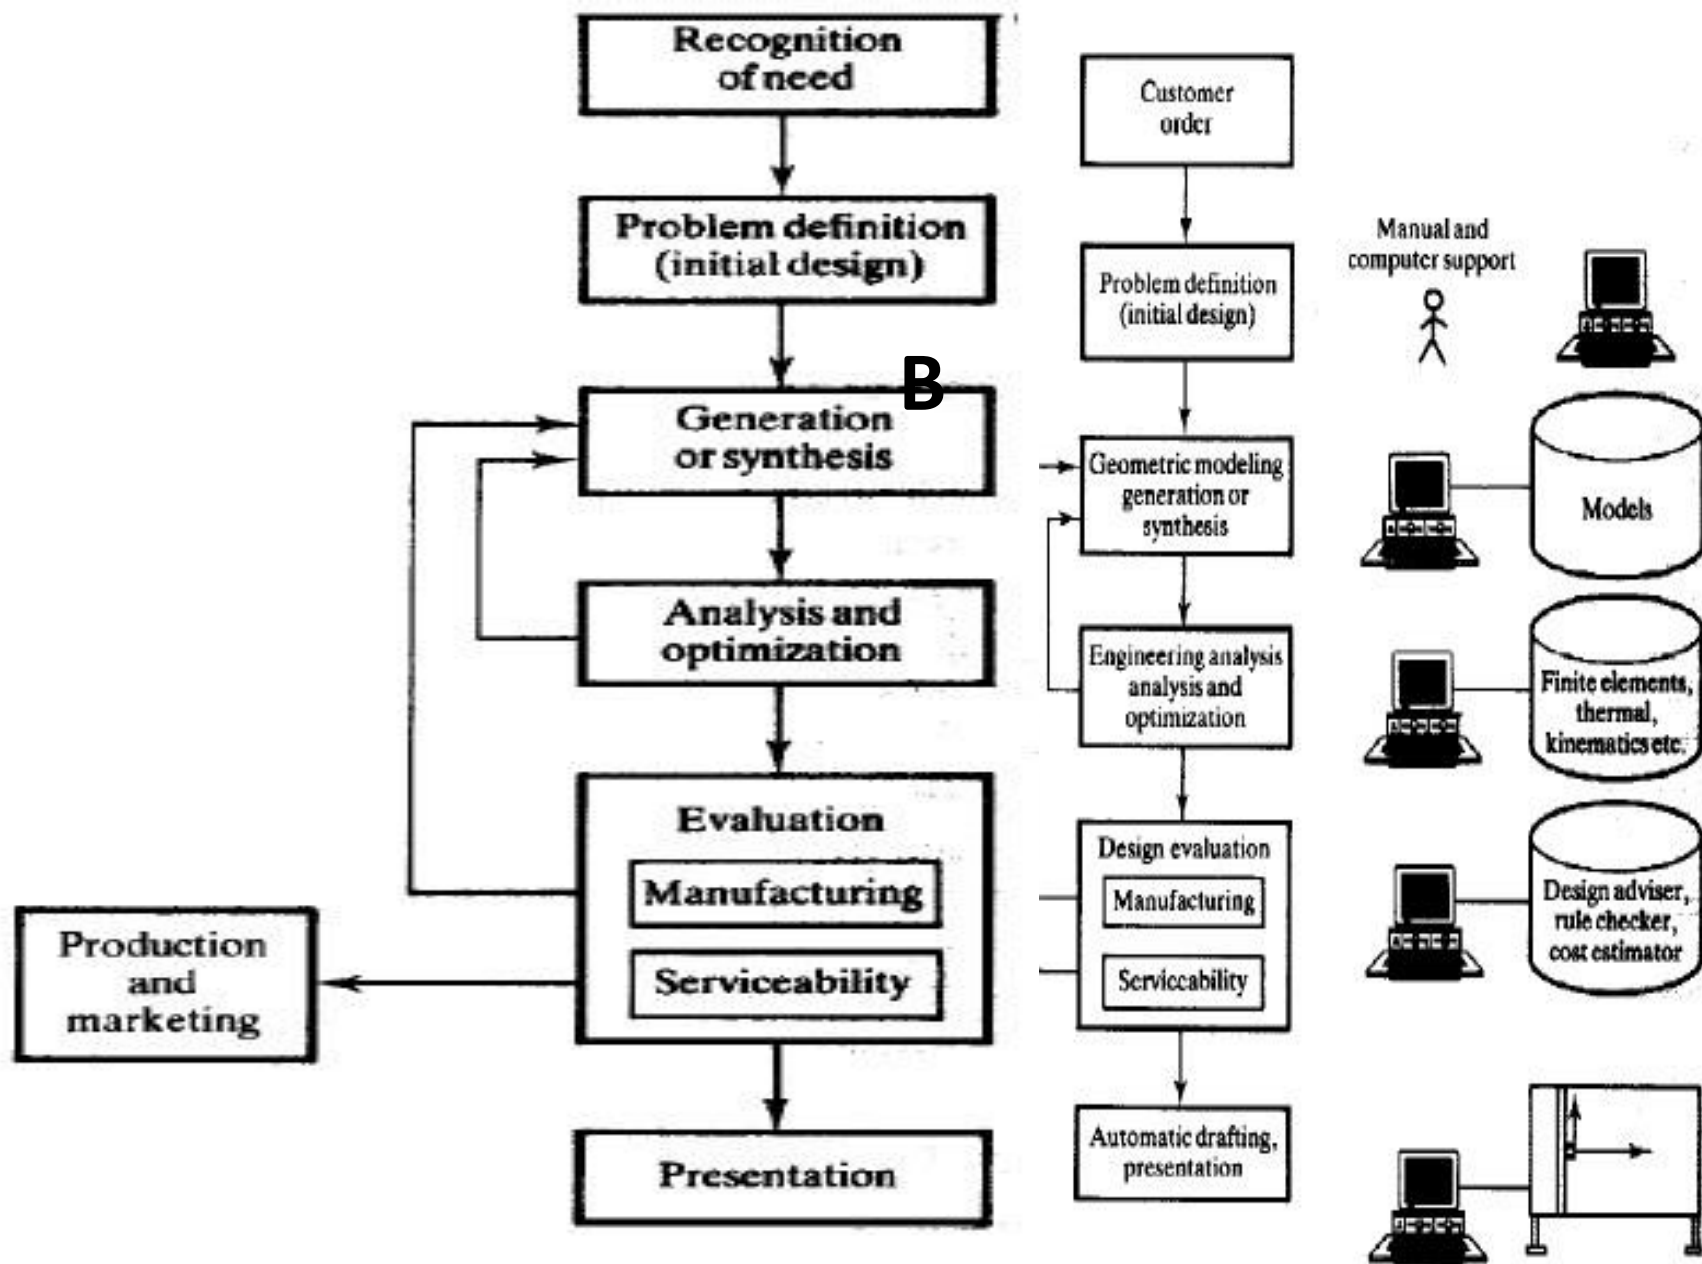 Recognition
of need
Problem definition
(initial design)
B
Generation
or synthesis
Analysis and
optimization
Evaluation
Manufacturing
Serviceability
Production
and
marketing
Presentation
Customer
order
Problem definition
(initial design)
Geometric modeling
generation or
synthesis
Engineering analysis
analysis and
optimization
Design evaluation
Manufacturing
Serviceability
Automatic drafting,
presentation
Manual and
computer support
Models
Finite elements,
thermal,
kinematics etc.
Design adviser,
rule checker,
cost estimator